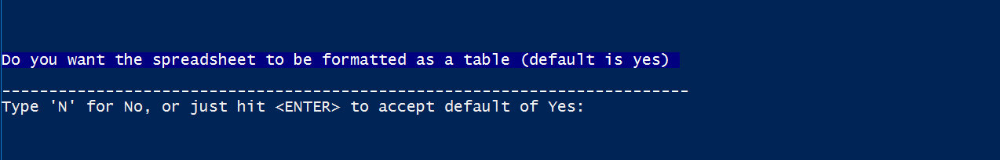 Do you want the spreadsheet to be formatted as a table (default is yes)
-------------------------------------------------------------------------
Type 'N' for No, or just hit <ENTER> to accept default of Yes: